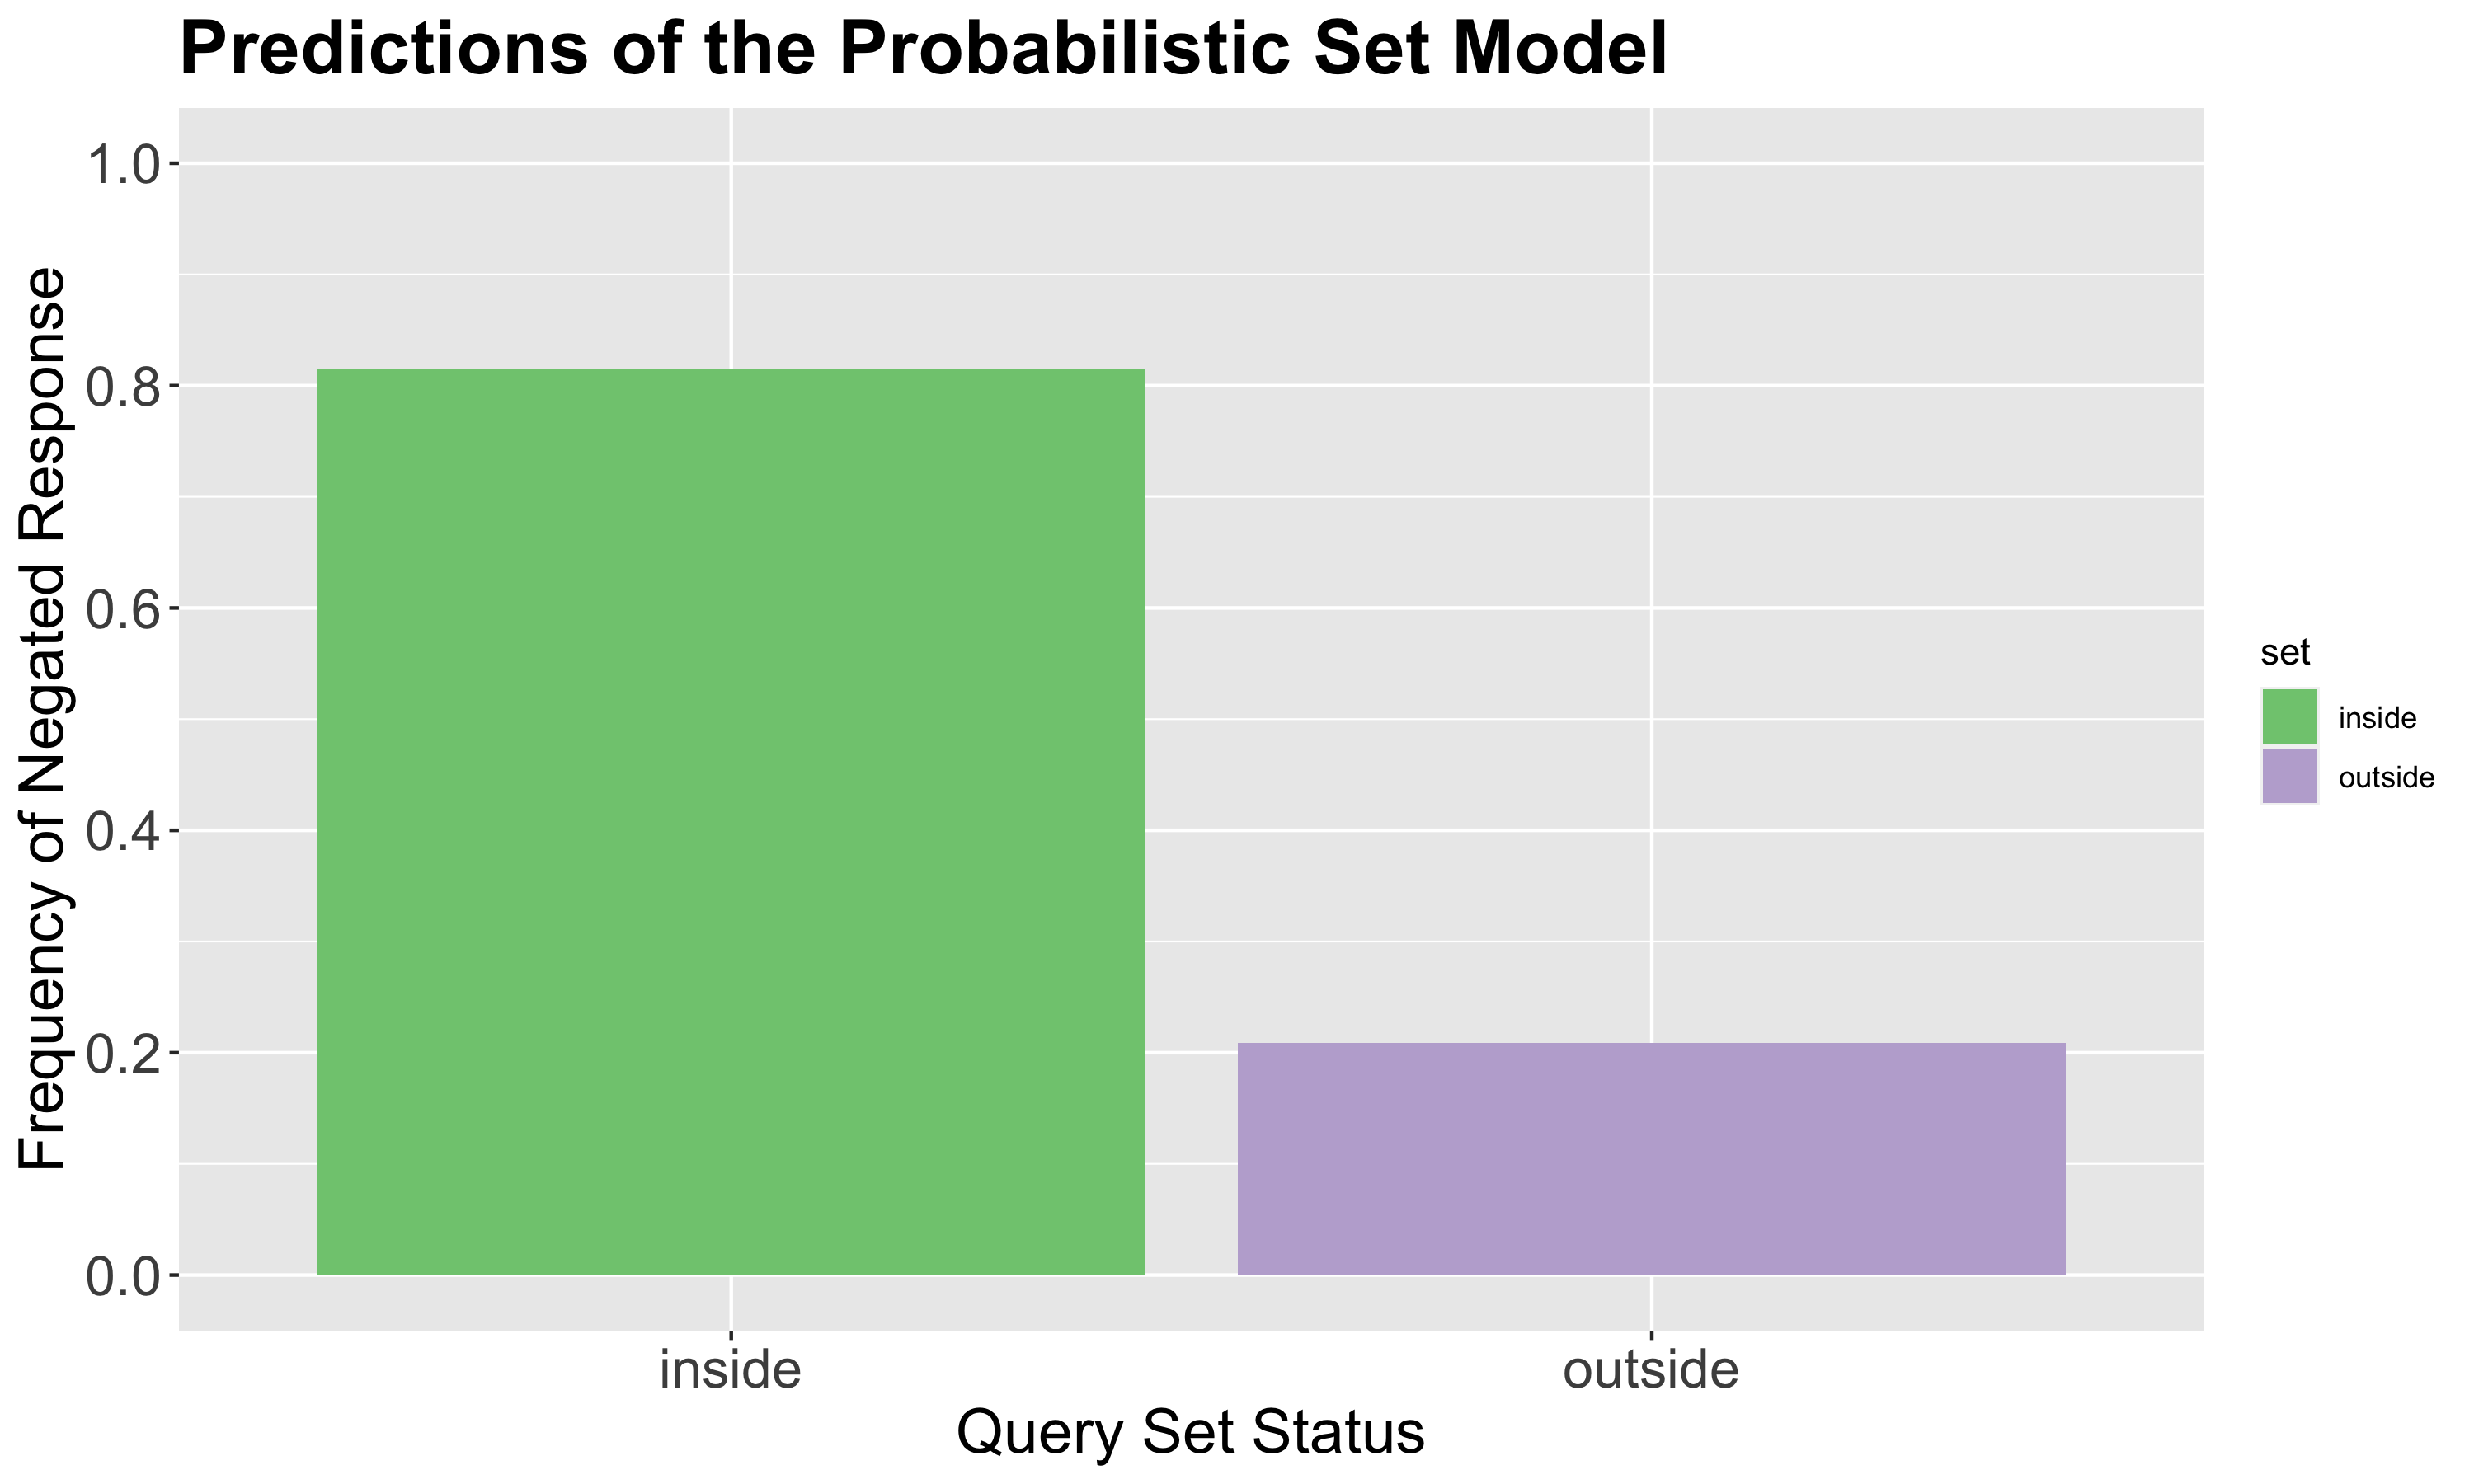 Predictions of the Probabilistic Set Model
Frequency of Negated Response
1.0
0.8
0.6
0.4
0.2
0.0
inside
outside
Query Set Status
set
inside
outside